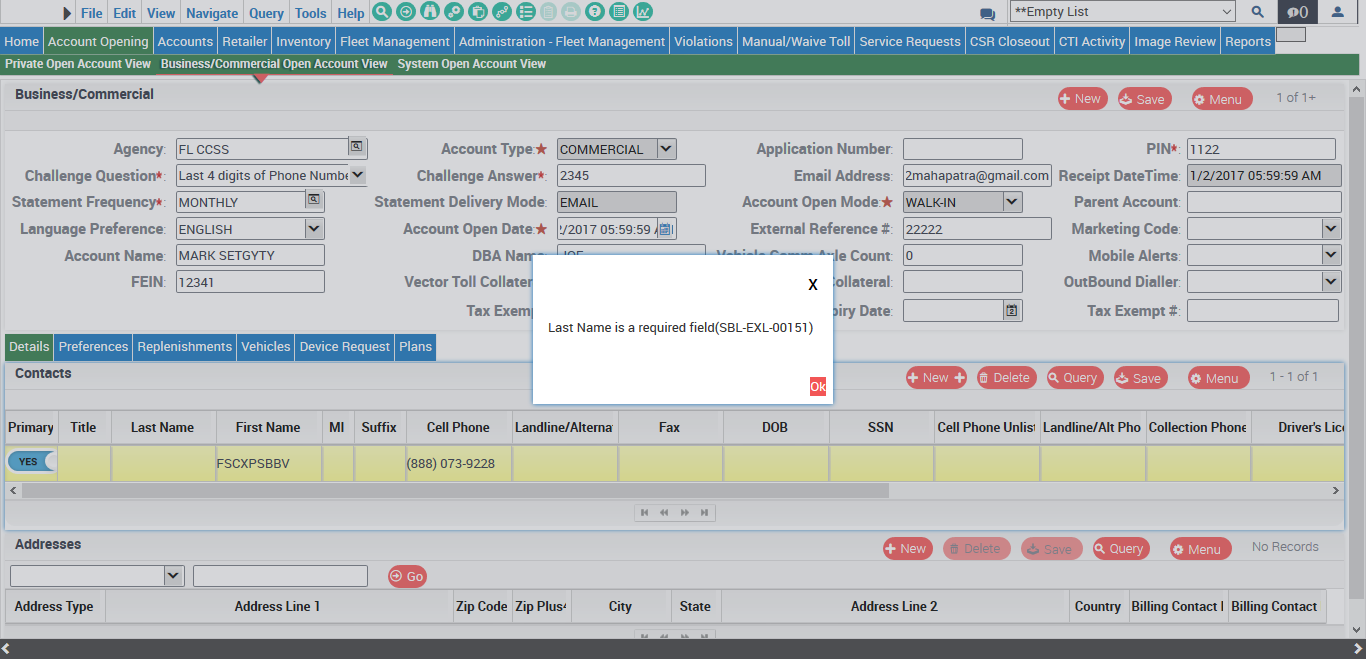 File Edit View Navigate Query Tools Help **Empty List 0
Home Account Opening Accounts Retailer Inventory Fleet Management Administration - Fleet Management Violations Manual/Waive Toll Service Requests CSR Closeout CTI Activity Image Review Reports
Private Open Account View Business/Commercial Open Account View System Open Account View
Business/Commercial New Save Menu 1 of 1+
Agency: FL CCSS Account Type:★ COMMERCIAL Application Number: PIN★: 1122
Challenge Question★: Last 4 digits of Phone Numbe Challenge Answer★: 2345 Email Address: 2mahapatra@gmail.com Receipt DateTime: 1/2/2017 05:59:59 AM
Statement Frequency★: MONTHLY Statement Delivery Mode: EMAIL Account Open Mode:★ WALK-IN Parent Account:
Language Preference: ENGLISH Account Open Date:★ 2/2017 05:59:59 External Reference #: 22222 Marketing Code:
Account Name: MARK SETGYTY DBA Name: Axle Count: 0 Mobile Alerts:
FEIN: 12341 Vector Toll Collatera Collateral: OutBound Dialler:
Tax Exem piry Date: Tax Exempt #:
X
Last Name is a required field(SBL-EXL-00151)
Ok
Details Preferences Replenishments Vehicles Device Request Plans
Contacts New Delete Query Save Menu 1 - 1 of 1
Primary Title Last Name First Name MI Suffix Cell Phone Landline/Alterna Fax DOB SSN Cell Phone Unlist Landline/Alt Pho Collection Phone Driver's Lice
YES FSCXPSBBV (888) 073-9228
Addresses New Delete Save Query Menu No Records
Go
Address Type Address Line 1 Zip Code Zip Plus4 City State Address Line 2 Country Billing Contact Billing Contact